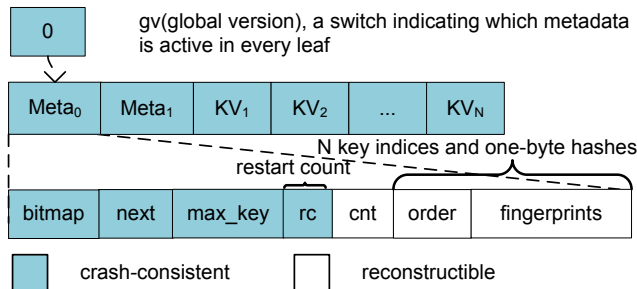 0
gv(global version), a switch indicating which metadata
is active in every leaf
Meta₀ Meta₁ KV₁ KV₂ ... KV_N
N key indices and one-byte hashes
restart count
bitmap next max_key rc cnt order fingerprints
crash-consistent reconstructible